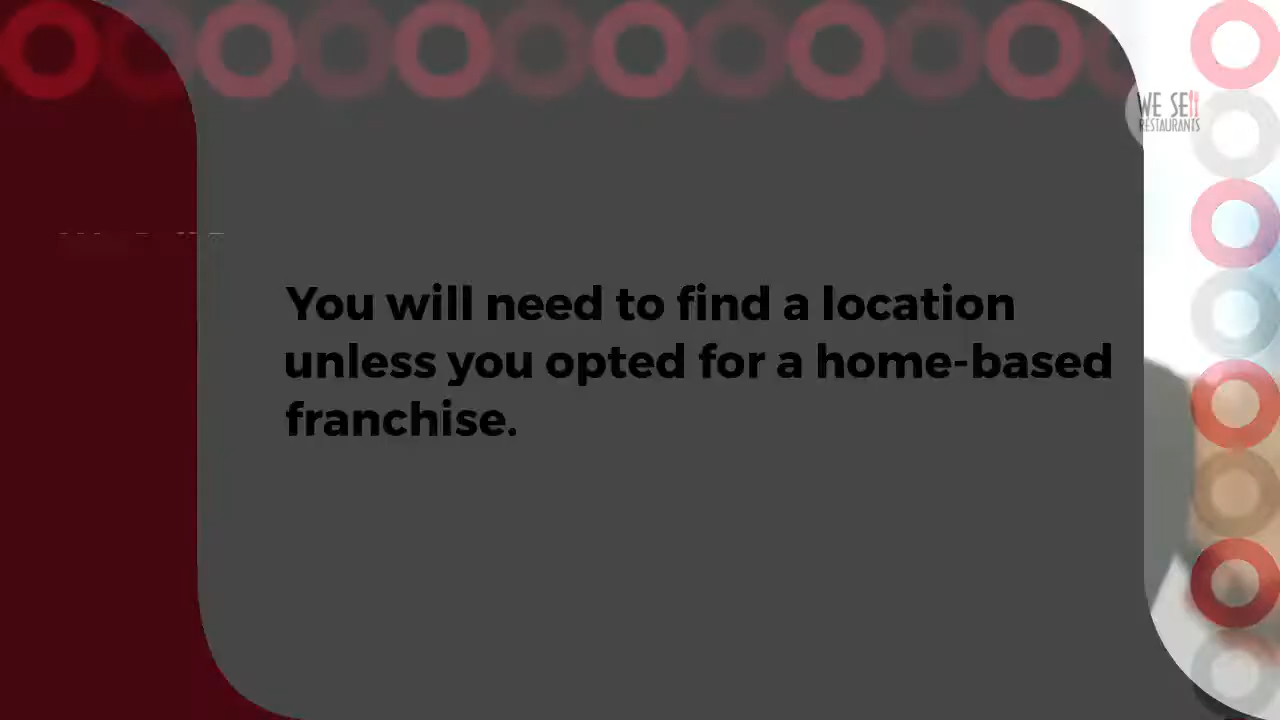 WE SELL
RESTAURANTS
You will need to find a location
unless you opted for a home-based
franchise.